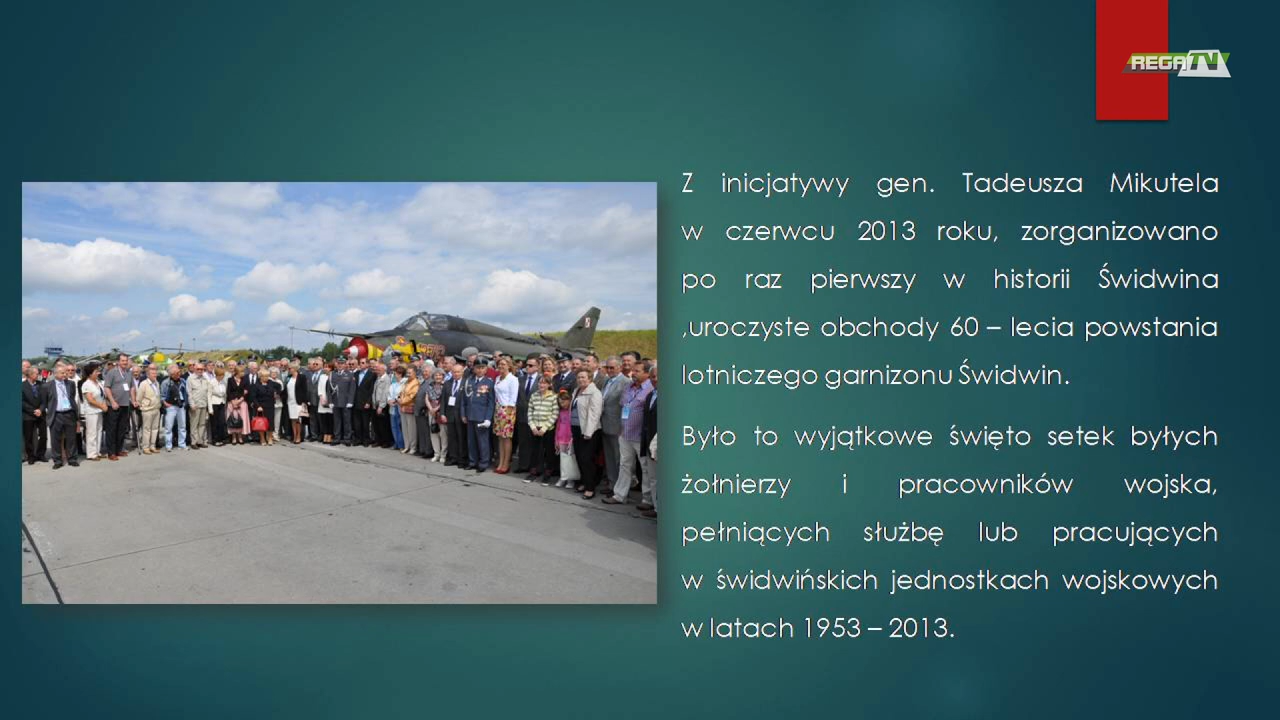 REGA TV
Z inicjatywy gen. Tadeusza Mikutela
w czerwcu 2013 roku, zorganizowano
po raz pierwszy w historii Świdwina
,uroczyste obchody 60 – lecia powstania
lotniczego garnizonu Świdwin.
Było to wyjątkowe święto setek byłych
żołnierzy i pracowników wojska,
pełniących służbę lub pracujących
w świdwińskich jednostkach wojskowych
w latach 1953 – 2013.